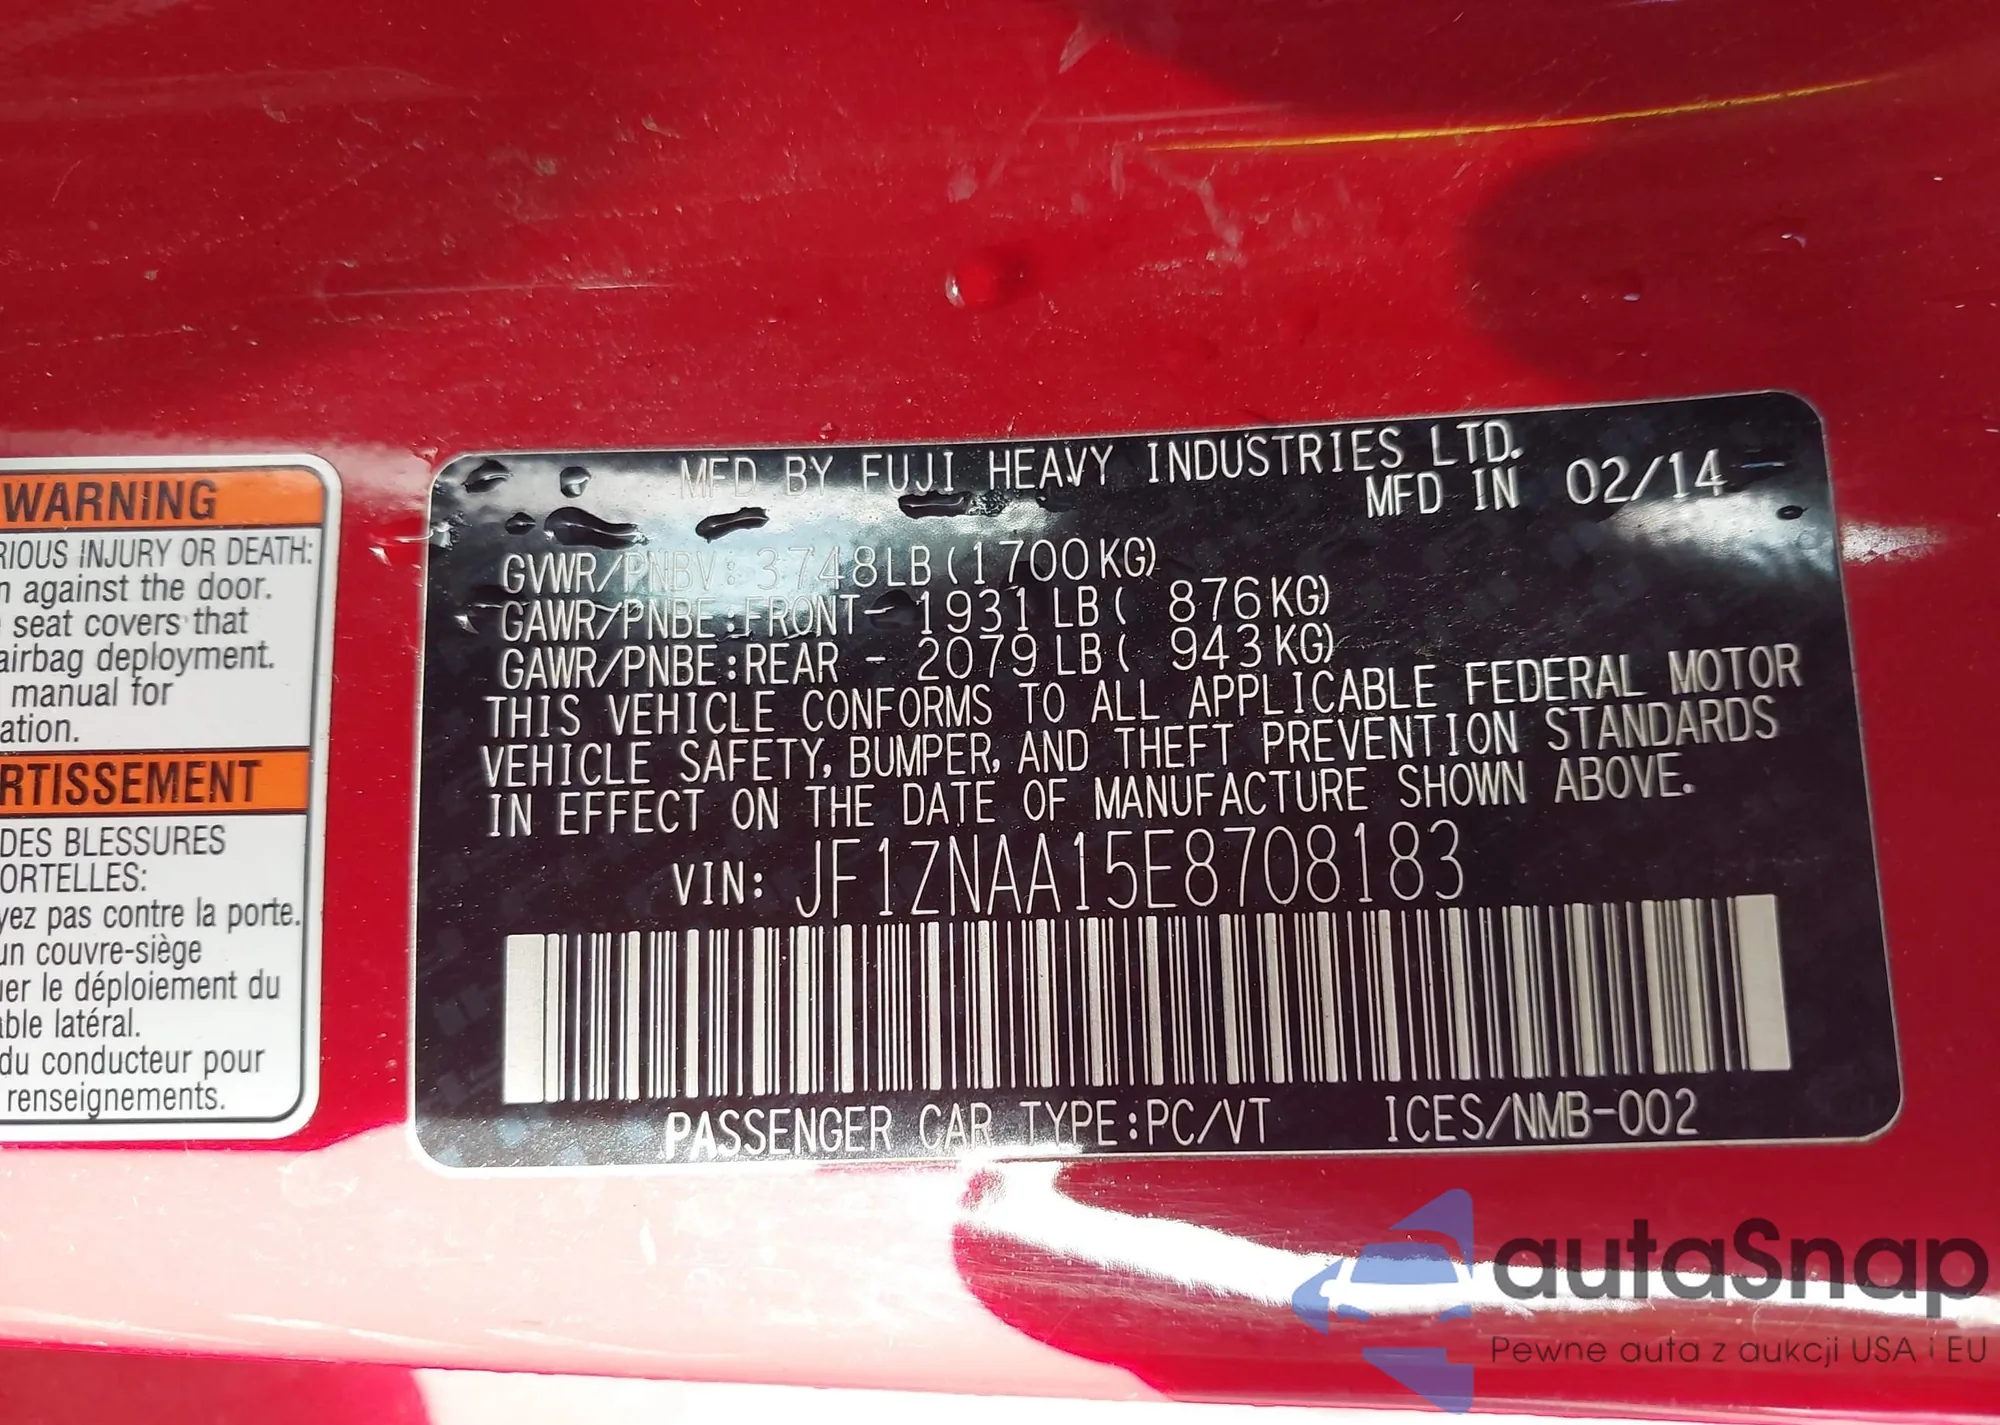 WARNING
RIOUS INJURY OR DEATH:
n against the door.
seat covers that
airbag deployment.
manual for
ation.
RTISSEMENT
DES BLESSURES
ORTELLES:
yez pas contre la porte.
un couvre-siège
uer le déploiement du
able latéral.
du conducteur pour
renseignements.
MFD BY FUJI HEAVY INDUSTRIES LTD.
MFD IN 02/14
GVWR/PNBV: 3748LB (1700KG)
GAWR/PNBE:FRONT- 1931 LB( 876KG)
GAWR/PNBE:REAR - 2079 LB( 943KG)
THIS VEHICLE CONFORMS TO ALL APPLICABLE FEDERAL MOTOR
VEHICLE SAFETY, BUMPER, AND THEFT PREVENTION STANDARDS
IN EFFECT ON THE DATE OF MANUFACTURE SHOWN ABOVE.
VIN: JF1ZNAA15E8708183
PASSENGER CAR TYPE:PC/VT ICES/NMB-002
autaSnap
Pewne auta z aukcji USA i EU